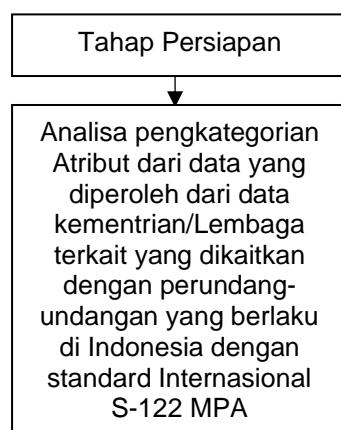 Tahap Persiapan
Analisa pengkategorian
Atribut dari data yang
diperoleh dari data
kementrian/Lembaga
terkait yang dikaitkan
dengan perundang-
undangan yang berlaku
di Indonesia dengan
standard Internasional
S-122 MPA